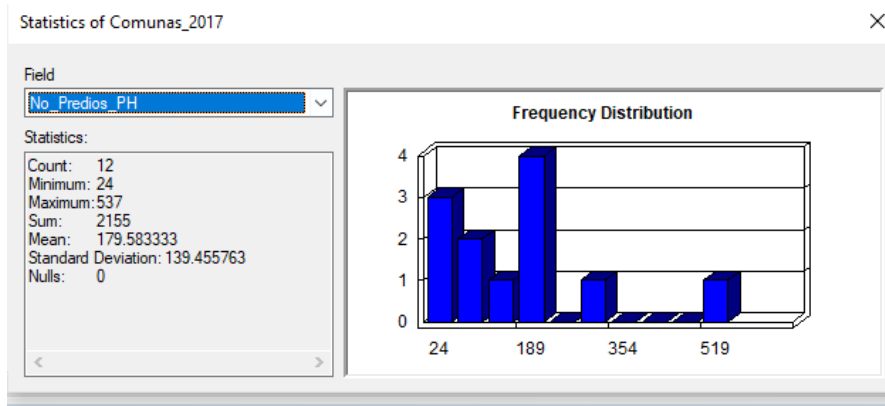 Statistics of Comunas_2017
Field
No_Predios_PH
Statistics:
Count: 12
Minimum: 24
Maximum: 537
Sum: 2155
Mean: 179.583333
Standard Deviation: 139.455763
Nulls: 0
Frequency Distribution
4
3
2
1
0
24 189 354 519